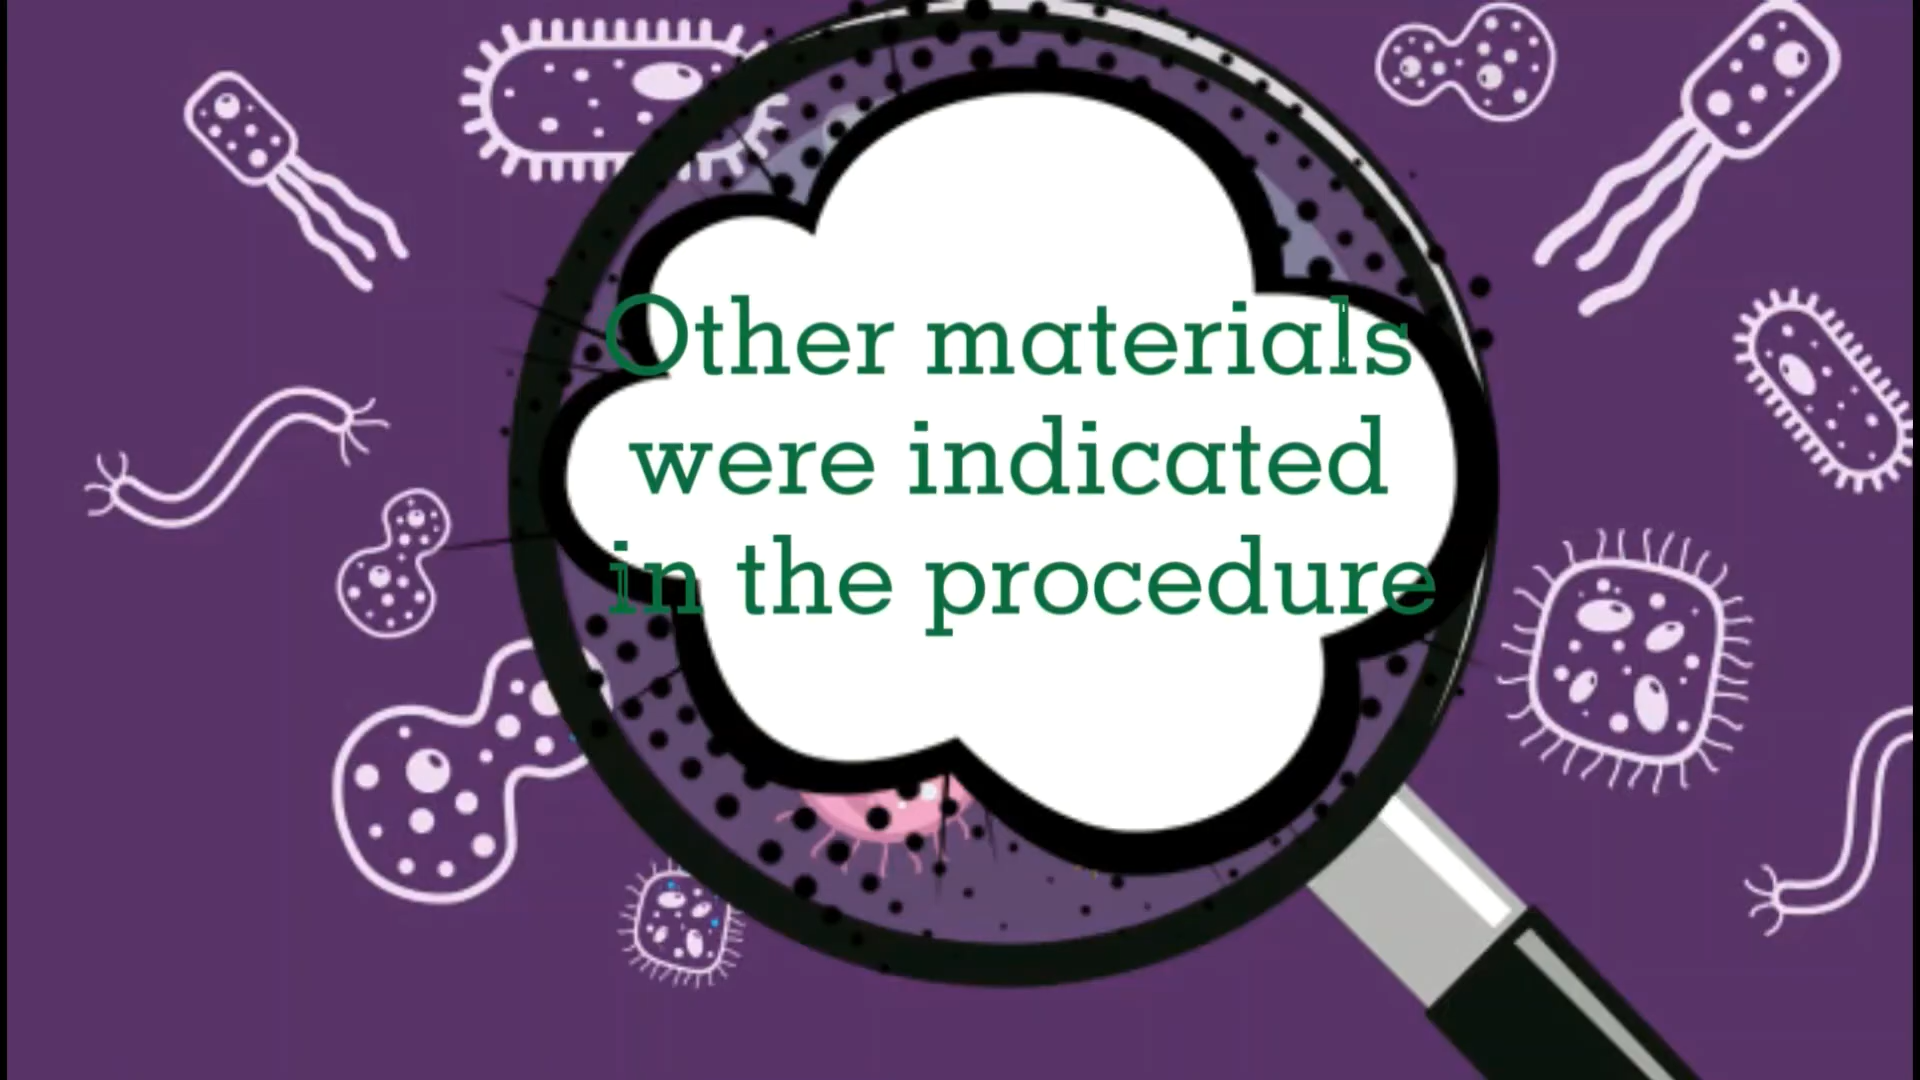 Other materials
were indicated
in the procedure